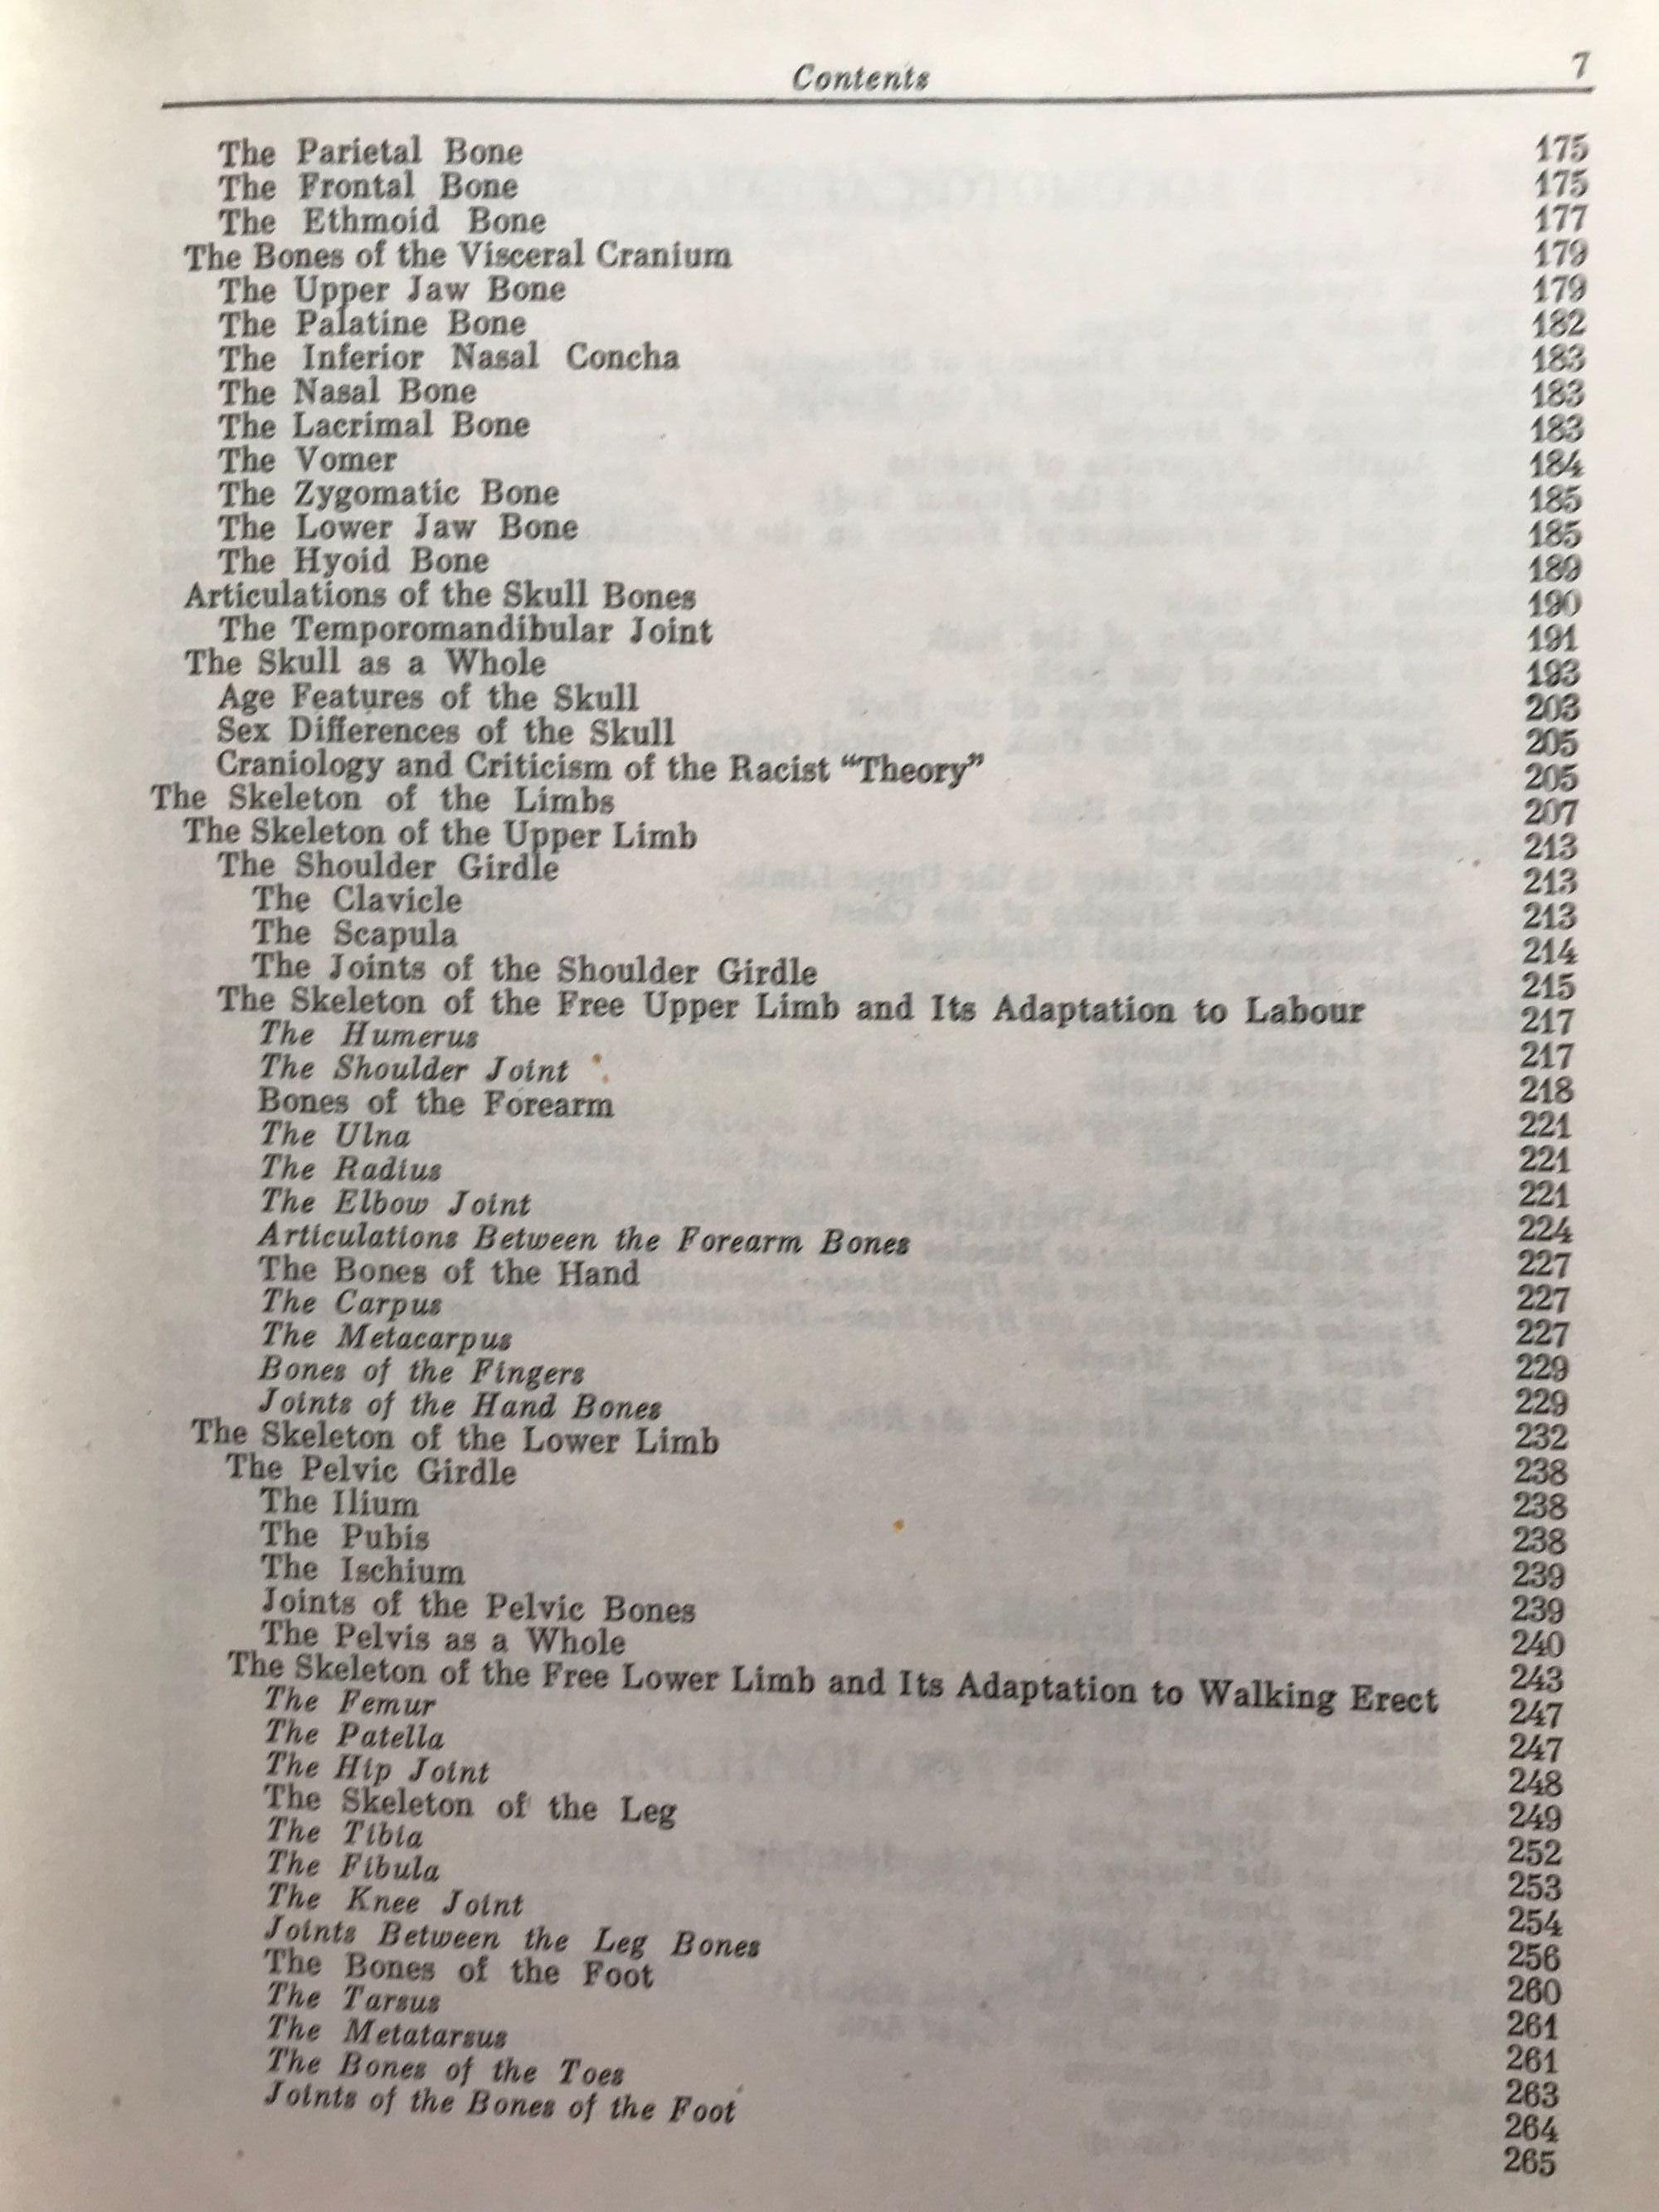 Contents 7
The Parietal Bone 175
The Frontal Bone 175
The Ethmoid Bone 177
The Bones of the Visceral Cranium 179
The Upper Jaw Bone 179
The Palatine Bone 182
The Inferior Nasal Concha 183
The Nasal Bone 183
The Lacrimal Bone 183
The Vomer 184
The Zygomatic Bone 185
The Lower Jaw Bone 185
The Hyoid Bone 189
Articulations of the Skull Bones 190
The Temporomandibular Joint 191
The Skull as a Whole 193
Age Features of the Skull 203
Sex Differences of the Skull 205
Craniology and Criticism of the Racist “Theory” 205
The Skeleton of the Limbs 207
The Skeleton of the Upper Limb 213
The Shoulder Girdle 213
The Clavicle 213
The Scapula 214
The Joints of the Shoulder Girdle 215
The Skeleton of the Free Upper Limb and Its Adaptation to Labour 217
The Humerus 217
The Shoulder Joint 218
Bones of the Forearm 221
The Ulna 221
The Radius 221
The Elbow Joint 224
Articulations Between the Forearm Bones 227
The Bones of the Hand 227
The Carpus 227
The Metacarpus 229
Bones of the Fingers 229
Joints of the Hand Bones 232
The Skeleton of the Lower Limb 238
The Pelvic Girdle 238
The Ilium 238
The Pubis 239
The Ischium 239
Joints of the Pelvic Bones 240
The Pelvis as a Whole 243
The Skeleton of the Free Lower Limb and Its Adaptation to Walking Erect 247
The Femur 247
The Patella 248
The Hip Joint 249
The Skeleton of the Leg 252
The Tibia 253
The Fibula 254
The Knee Joint 256
Joints Between the Leg Bones 260
The Bones of the Foot 261
The Tarsus 261
The Metatarsus 263
The Bones of the Toes 264
Joints of the Bones of the Foot 265